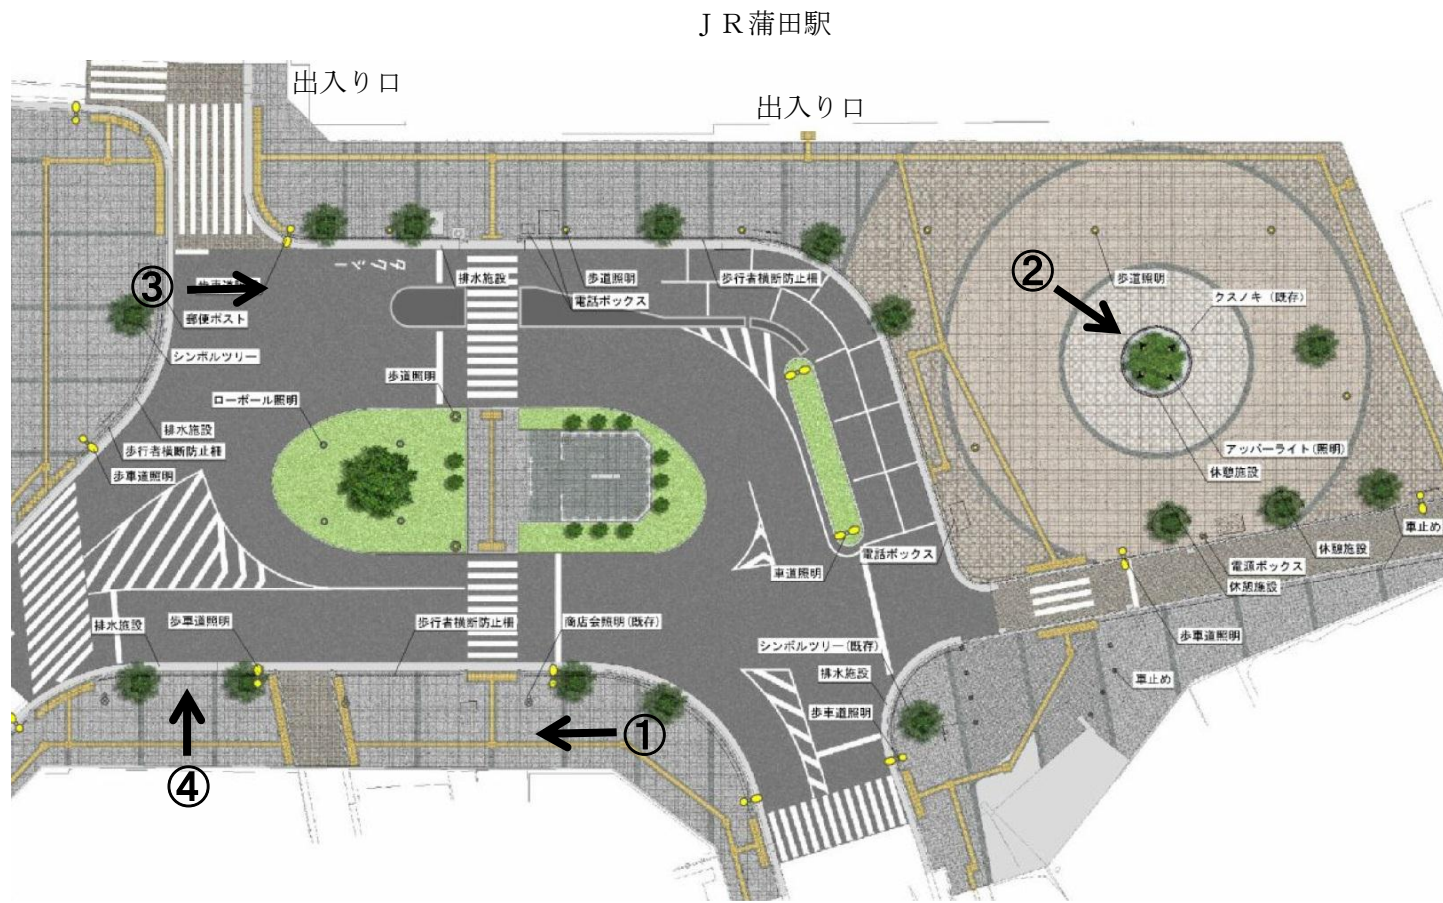 ＪＲ蒲田駅
出入り口
出入り口
タクシー
排水施設
歩道照明
歩行者横断防止柵
電話ボックス
②
歩道照明
クスノキ（既存）
③
郵便ポスト
シンボルツリー
歩道照明
ローポール照明
排水施設
歩行者横断防止柵
歩車道照明
アッパーライト(照明)
休憩施設
車止め
休憩施設
電話ボックス
車道照明
電源ボックス
休憩施設
排水施設
歩車道照明
歩行者横断防止柵
商店会照明(既存)
シンボルツリー(既存)
歩車道照明
排水施設
車止め
歩車道照明
①
④